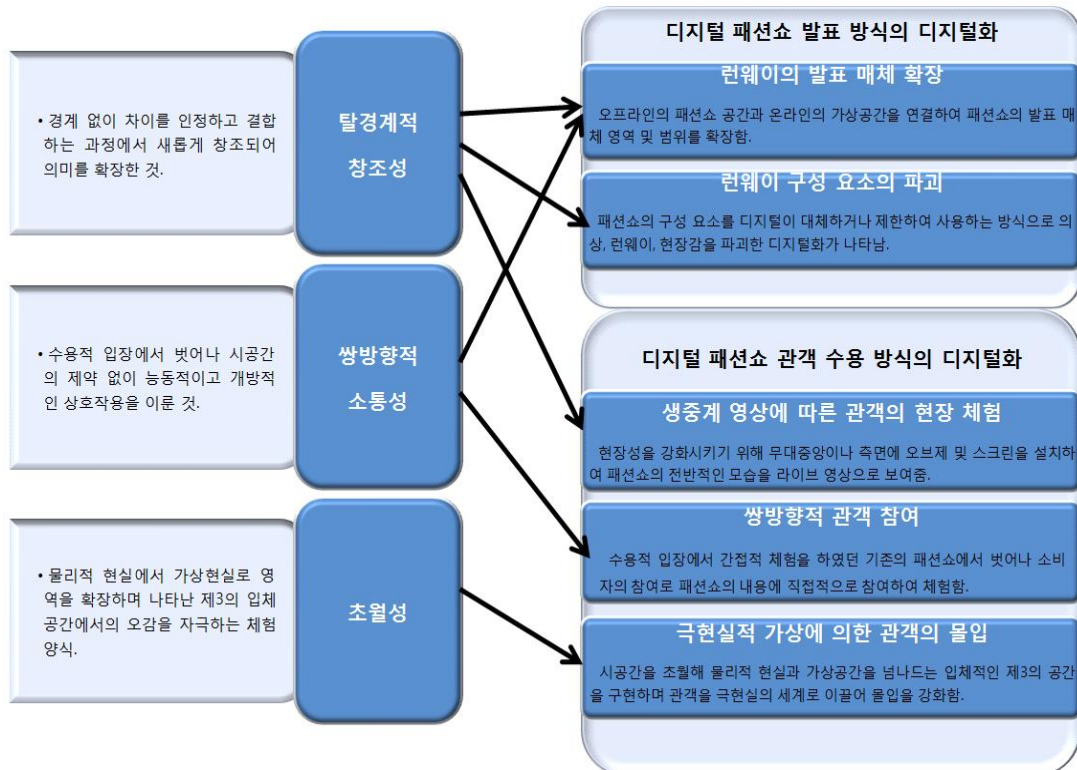 • 경계 없이 차이를 인정하고 결합
하는 과정에서 새롭게 창조되어
의미를 확장한 것.
탈경계적
창조성
• 수용적 입장에서 벗어나 시공간
의 제약 없이 능동적이고 개방적
인 상호작용을 이룬 것.
쌍방향적
소통성
• 물리적 현실에서 가상현실로 영
역을 확장하며 나타난 제3의 입체
공간에서의 오감을 자극하는 체험
양식.
초월성
디지털 패션쇼 발표 방식의 디지털화
런웨이의 발표 매체 확장
오프라인의 패션쇼 공간과 온라인의 가상공간을 연결하여 패션쇼의 발표 매
체 영역 및 범위를 확장함.
런웨이 구성 요소의 파괴
패션쇼의 구성 요소를 디지털이 대체하거나 제한하여 사용하는 방식으로 의
상, 런웨이, 현장감을 파괴한 디지털화가 나타남.
디지털 패션쇼 관객 수용 방식의 디지털화
생중계 영상에 따른 관객의 현장 체험
현장성을 강화시키기 위해 무대중앙이나 측면에 오브제 및 스크린을 설치하
여 패션쇼의 전반적인 모습을 라이브 영상으로 보여줌.
쌍방향적 관객 참여
수용적 입장에서 간접적 체험을 하였던 기존의 패션쇼에서 벗어나 소비
자의 참여로 패션쇼의 내용에 직접적으로 참여하여 체험함.
극현실적 가상에 의한 관객의 몰입
시공간을 초월해 물리적 현실과 가상공간을 넘나드는 입체적인 제3의 공간
을 구현하며 관객을 극현실의 세계로 이끌어 몰입을 강화함.